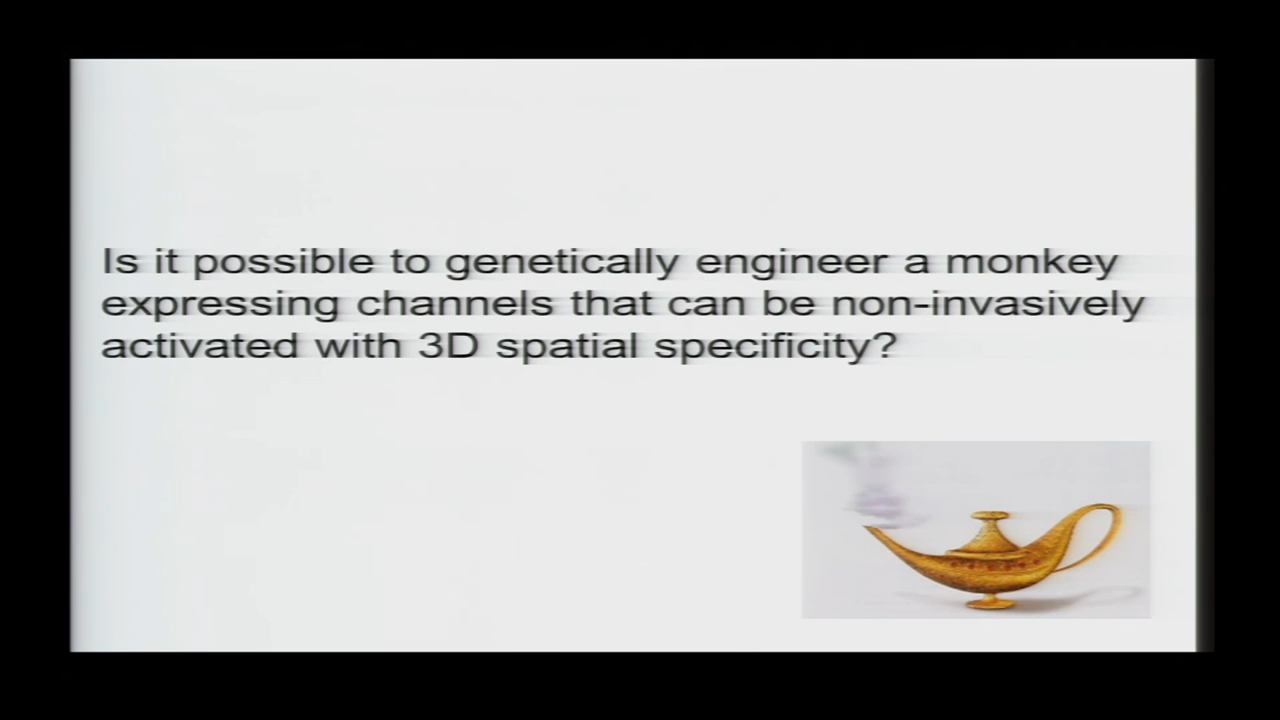 Is it possible to genetically engineer a monkey
expressing channels that can be non-invasively
activated with 3D spatial specificity?